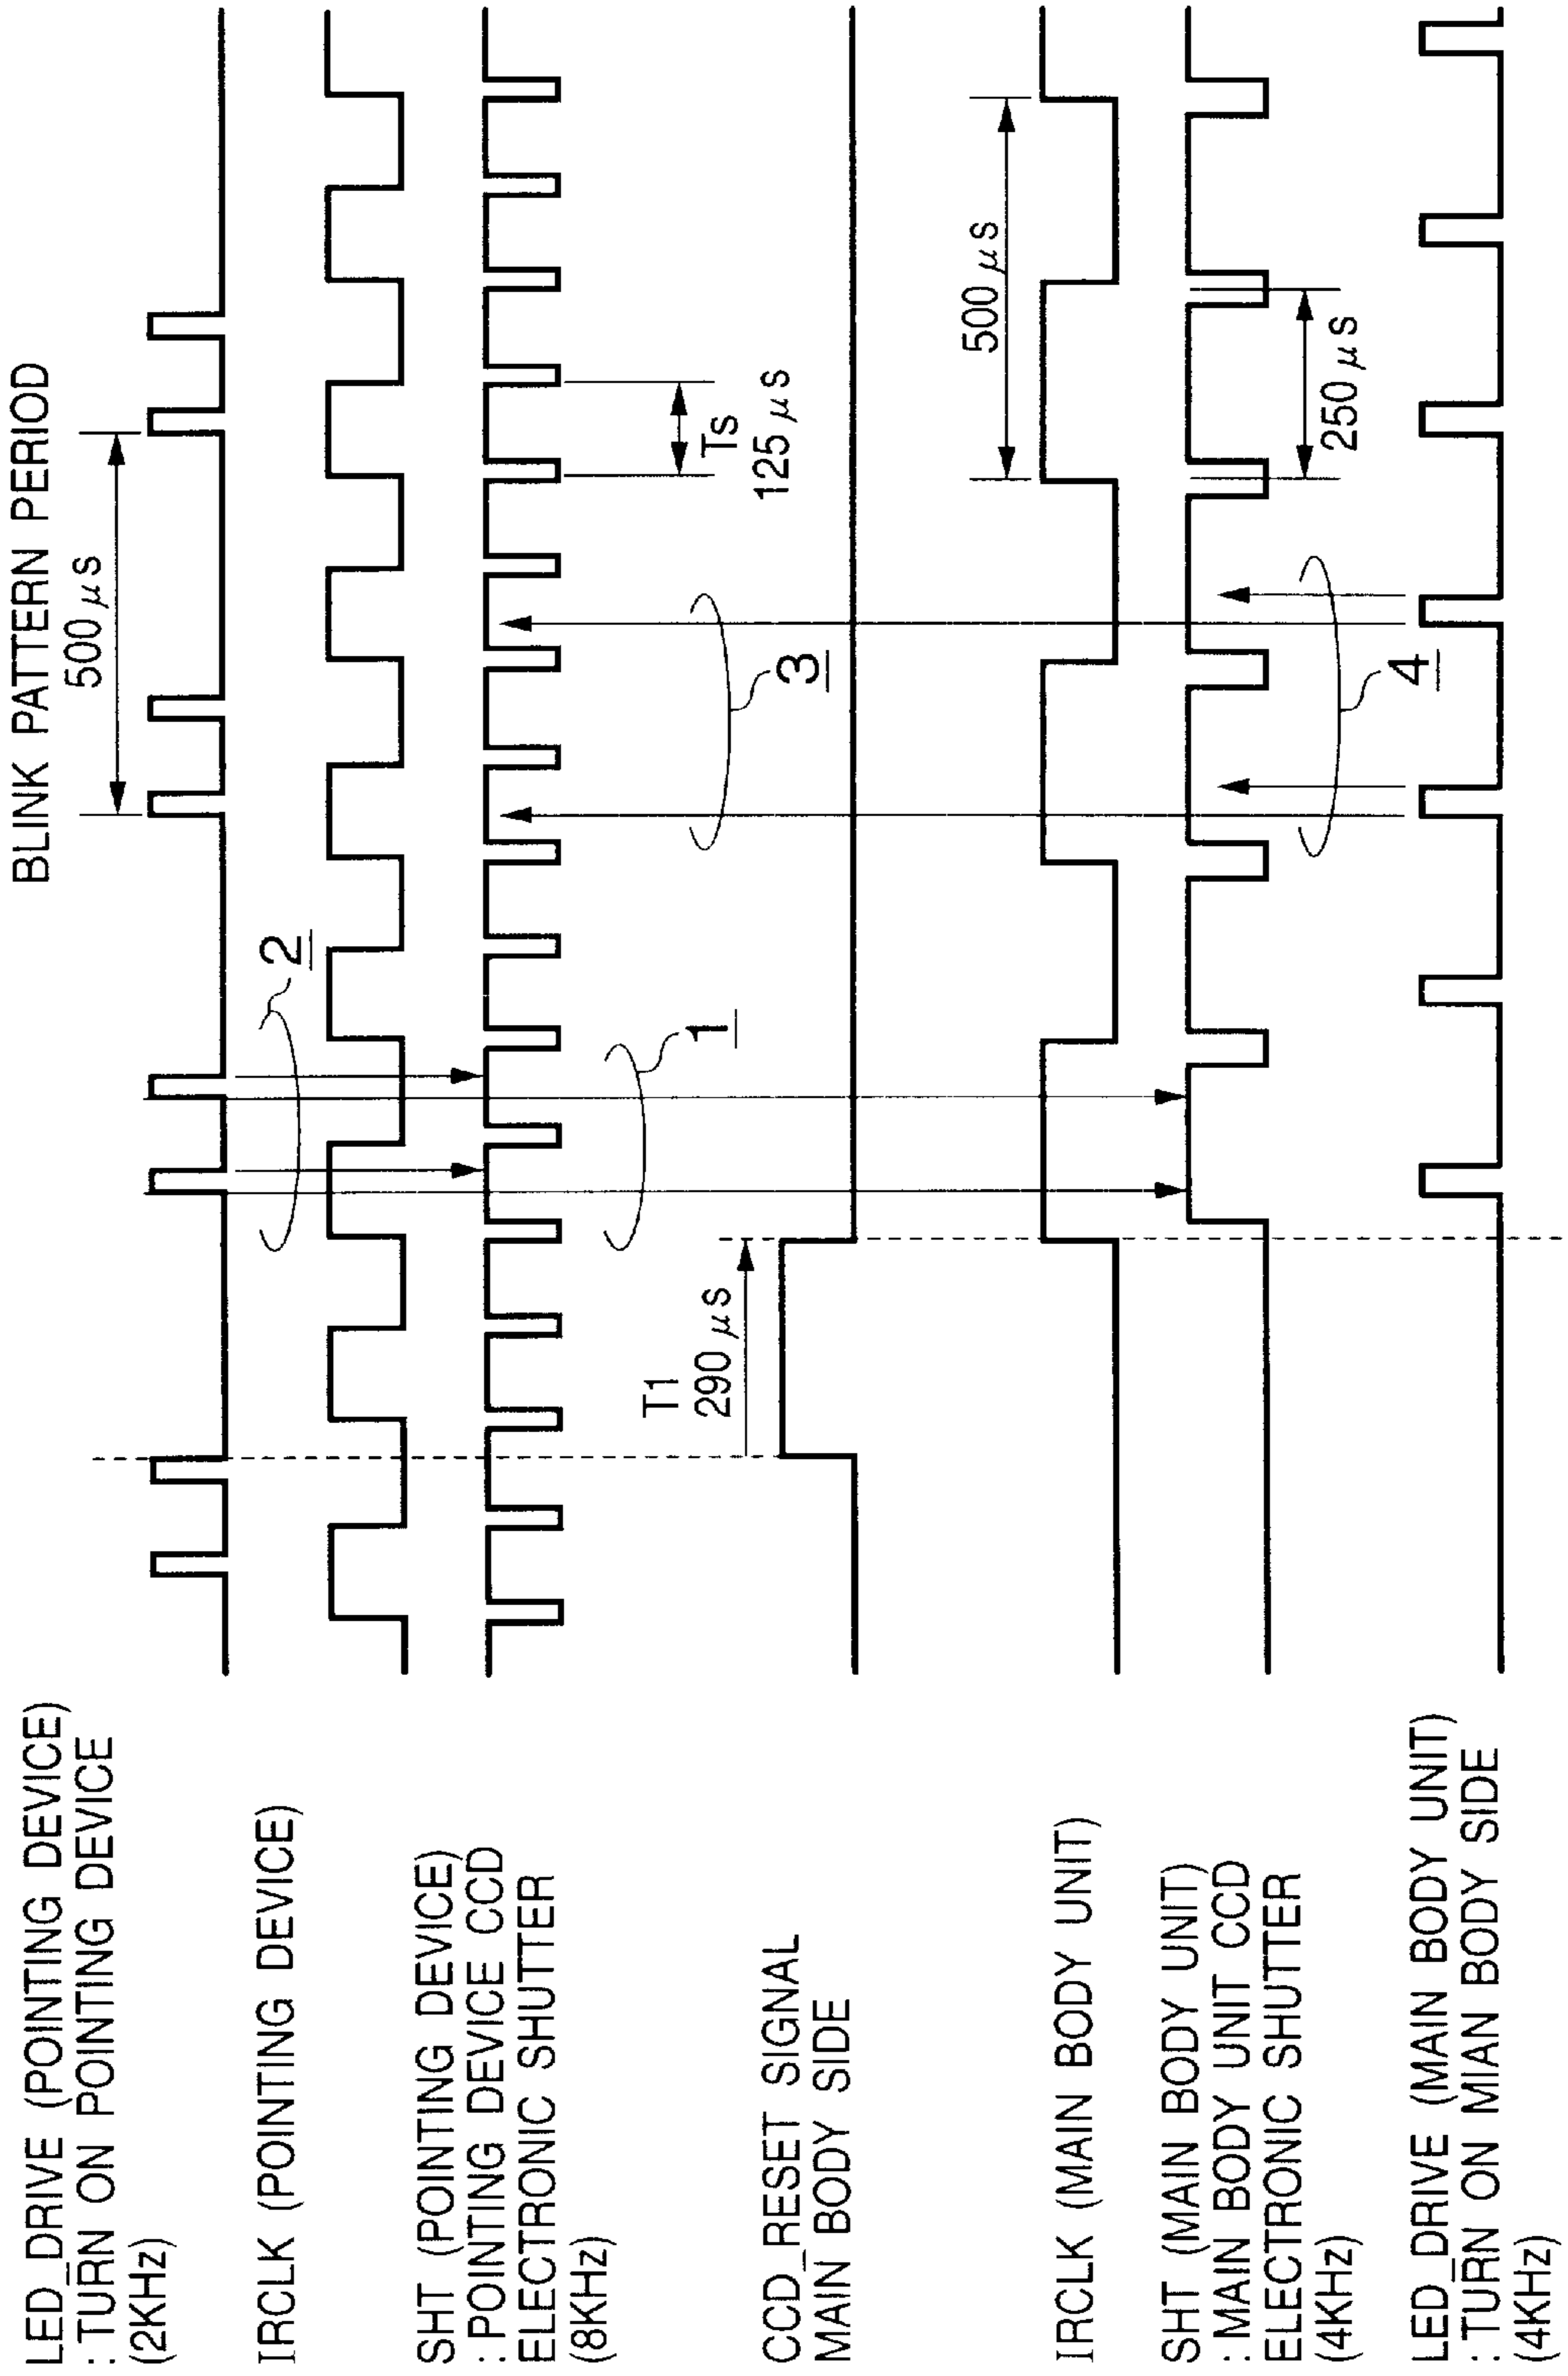 BLINK PATTERN PERIOD
500 μs
LED_DRIVE (POINTING DEVICE)
: TURN ON POINTING DEVICE
(2KHz)
2
IRCLK (POINTING DEVICE)
SHT (POINTING DEVICE)
: POINTING DEVICE CCD
ELECTRONIC SHUTTER
(8KHz)
1
3
Ts
125 μs
T1
290 μs
CCD_RESET SIGNAL
MAIN BODY SIDE
500 μs
IRCLK (MAIN BODY UNIT)
SHT (MAIN BODY UNIT)
: MAIN BODY UNIT CCD
ELECTRONIC SHUTTER
(4KHz)
250 μs
4
LED_DRIVE (MAIN BODY UNIT)
: TURN ON MIAN BODY SIDE
(4KHz)